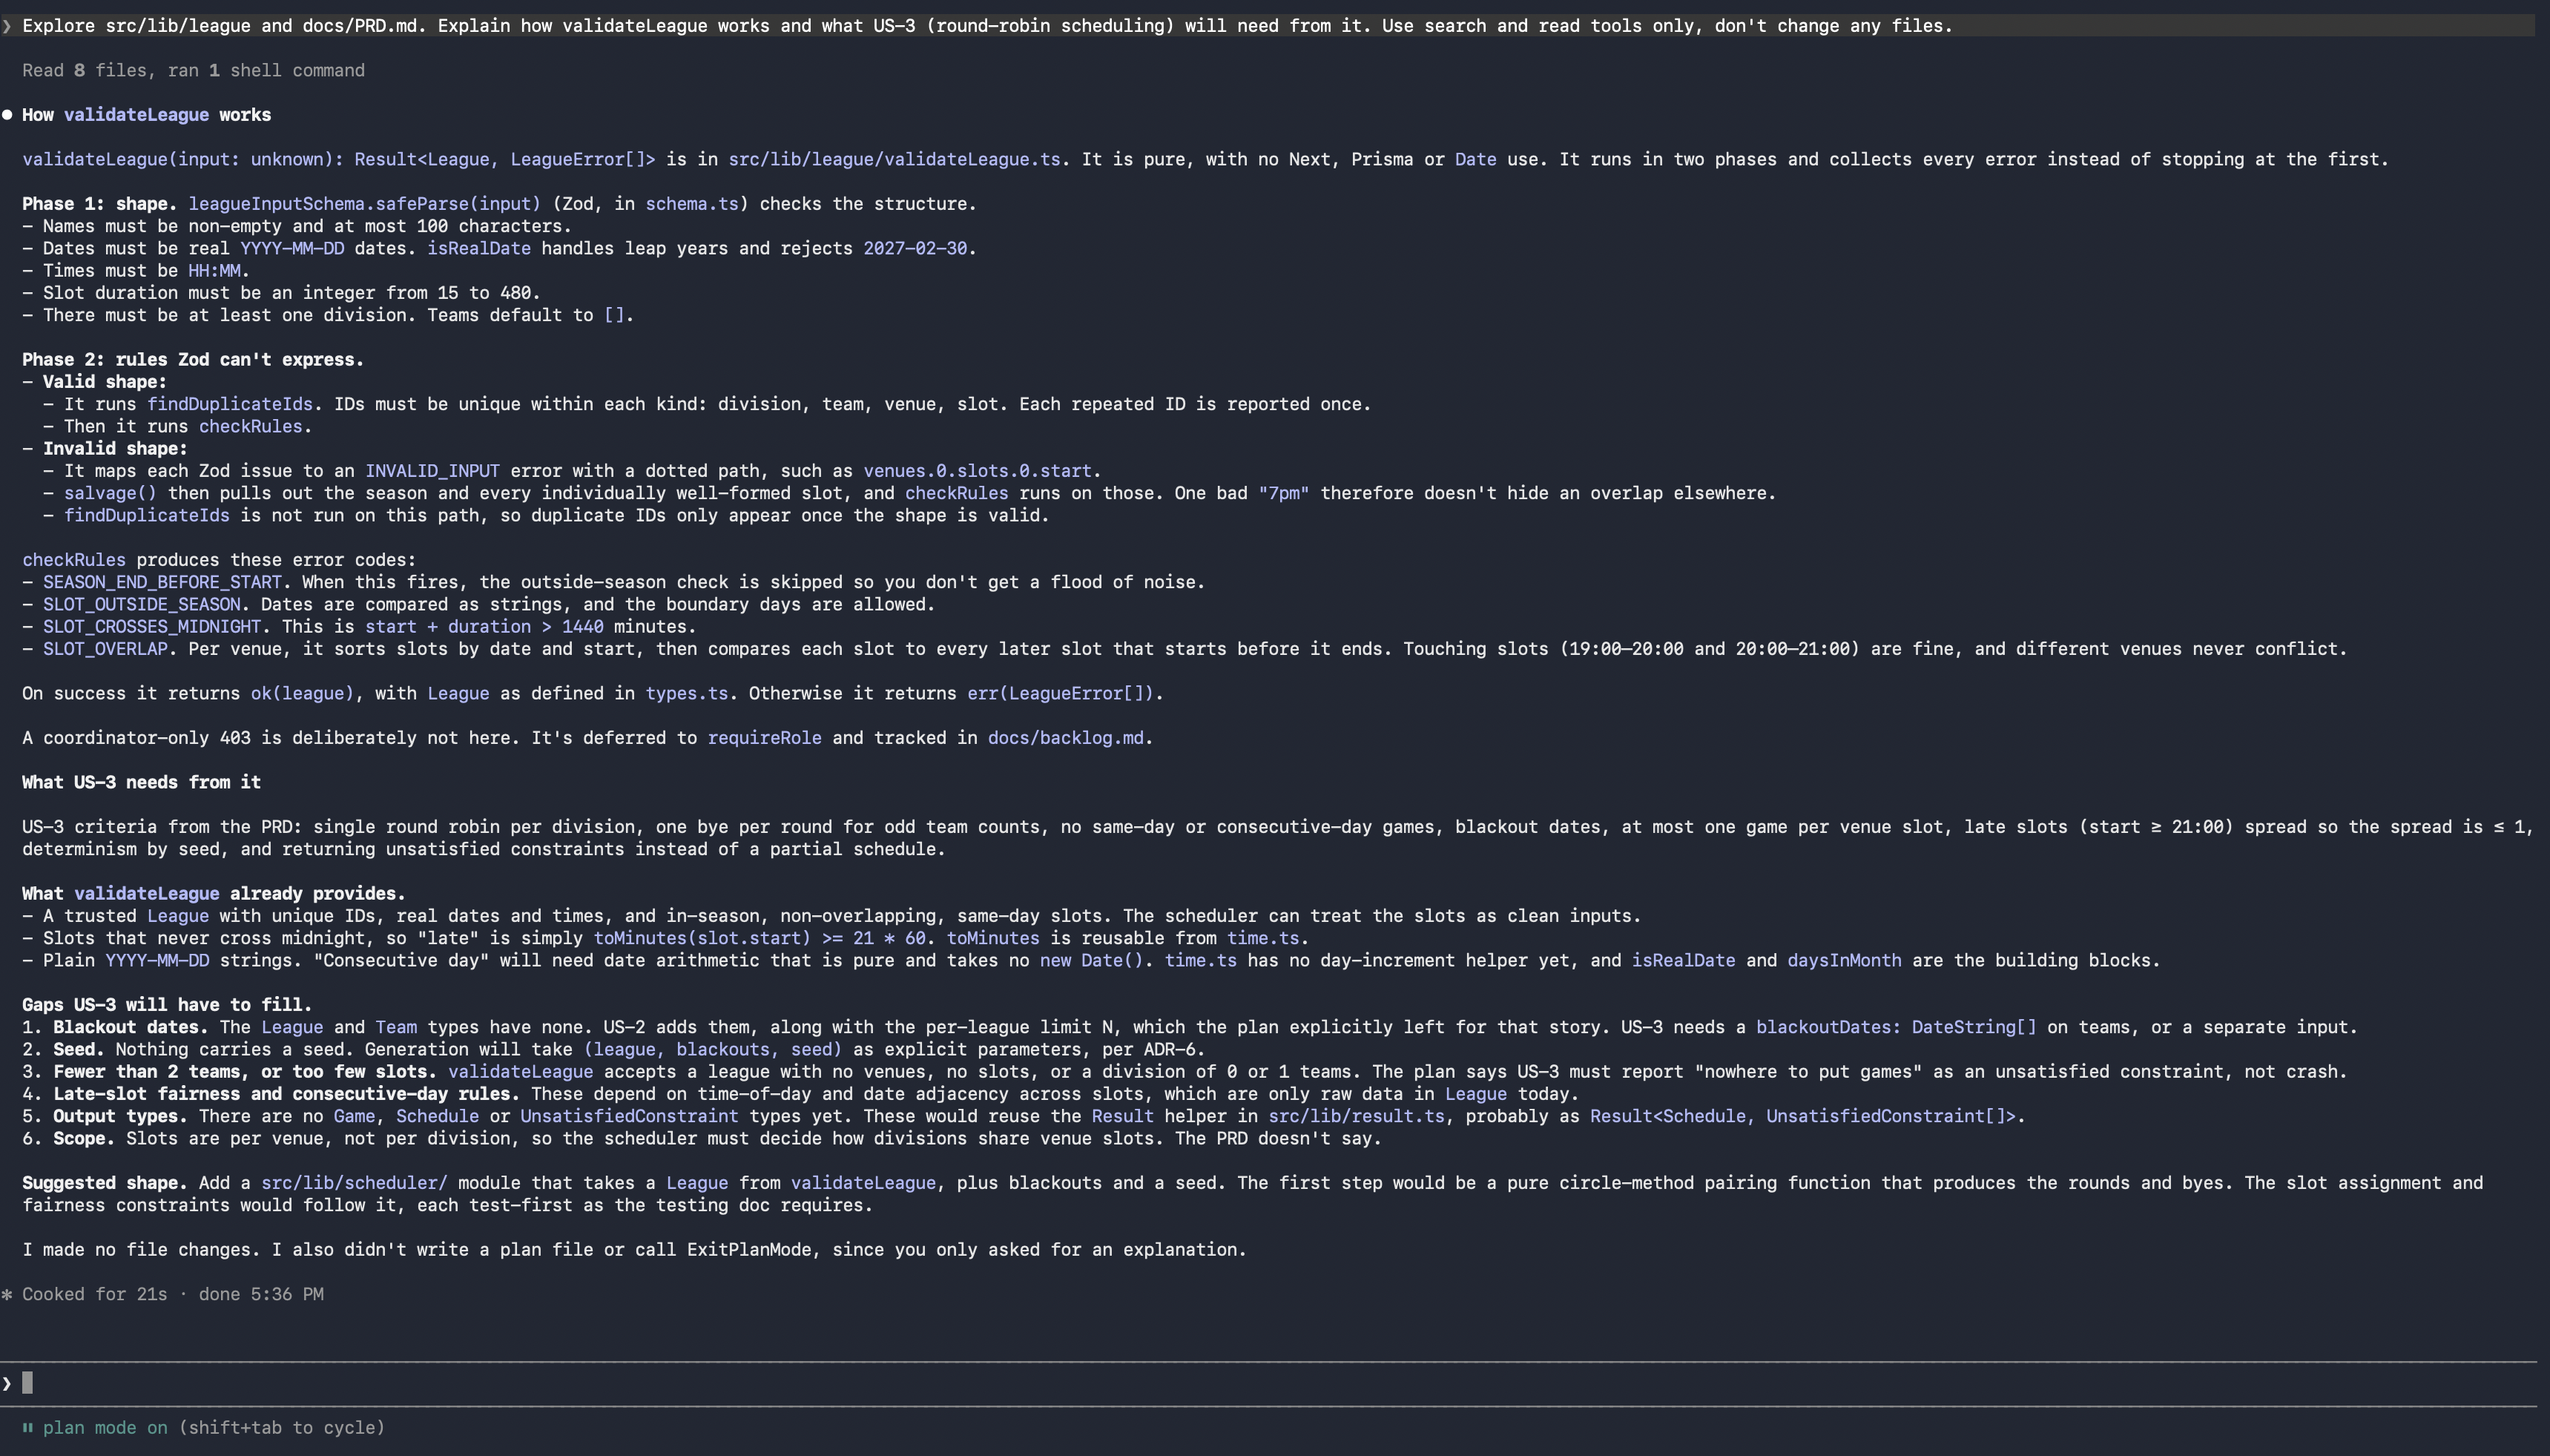 ❯ Explore src/lib/league and docs/PRD.md. Explain how validateLeague works and what US-3 (round-robin scheduling) will need from it. Use search and read tools only, don't change any files.
Read 8 files, ran 1 shell command
● How validateLeague works
validateLeague(input: unknown): Result<League, LeagueError[]> is in src/lib/league/validateLeague.ts. It is pure, with no Next, Prisma or Date use. It runs in two phases and collects every error instead of stopping at the first.
Phase 1: shape. leagueInputSchema.safeParse(input) (Zod, in schema.ts) checks the structure.
- Names must be non-empty and at most 100 characters.
- Dates must be real YYYY-MM-DD dates. isRealDate handles leap years and rejects 2027-02-30.
- Times must be HH:MM.
- Slot duration must be an integer from 15 to 480.
- There must be at least one division. Teams default to [].
Phase 2: rules Zod can't express.
- Valid shape:
- It runs findDuplicateIds. IDs must be unique within each kind: division, team, venue, slot. Each repeated ID is reported once.
- Then it runs checkRules.
- Invalid shape:
- It maps each Zod issue to an INVALID_INPUT error with a dotted path, such as venues.0.slots.0.start.
- salvage() then pulls out the season and every individually well-formed slot, and checkRules runs on those. One bad "7pm" therefore doesn't hide an overlap elsewhere.
- findDuplicateIds is not run on this path, so duplicate IDs only appear once the shape is valid.
checkRules produces these error codes:
- SEASON_END_BEFORE_START. When this fires, the outside-season check is skipped so you don't get a flood of noise.
- SLOT_OUTSIDE_SEASON. Dates are compared as strings, and the boundary days are allowed.
- SLOT_CROSSES_MIDNIGHT. This is start + duration > 1440 minutes.
- SLOT_OVERLAP. Per venue, it sorts slots by date and start, then compares each slot to every later slot that starts before it ends. Touching slots (19:00–20:00 and 20:00–21:00) are fine, and different venues never conflict.
On success it returns ok(league), with League as defined in types.ts. Otherwise it returns err(LeagueError[]).
A coordinator-only 403 is deliberately not here. It's deferred to requireRole and tracked in docs/backlog.md.
What US-3 needs from it
US-3 criteria from the PRD: single round robin per division, one bye per round for odd team counts, no same-day or consecutive-day games, blackout dates, at most one game per venue slot, late slots (start ≥ 21:00) spread so the spread is ≤ 1,
determinism by seed, and returning unsatisfied constraints instead of a partial schedule.
What validateLeague already provides.
- A trusted League with unique IDs, real dates and times, and in-season, non-overlapping, same-day slots. The scheduler can treat the slots as clean inputs.
- Slots that never cross midnight, so "late" is simply toMinutes(slot.start) >= 21 * 60. toMinutes is reusable from time.ts.
- Plain YYYY-MM-DD strings. "Consecutive day" will need date arithmetic that is pure and takes no new Date(). time.ts has no day-increment helper yet, and isRealDate and daysInMonth are the building blocks.
Gaps US-3 will have to fill.
1. Blackout dates. The League and Team types have none. US-2 adds them, along with the per-league limit N, which the plan explicitly left for that story. US-3 needs a blackoutDates: DateString[] on teams, or a separate input.
2. Seed. Nothing carries a seed. Generation will take (league, blackouts, seed) as explicit parameters, per ADR-6.
3. Fewer than 2 teams, or too few slots. validateLeague accepts a league with no venues, no slots, or a division of 0 or 1 teams. The plan says US-3 must report "nowhere to put games" as an unsatisfied constraint, not crash.
4. Late-slot fairness and consecutive-day rules. These depend on time-of-day and date adjacency across slots, which are only raw data in League today.
5. Output types. There are no Game, Schedule or UnsatisfiedConstraint types yet. These would reuse the Result helper in src/lib/result.ts, probably as Result<Schedule, UnsatisfiedConstraint[]>.
6. Scope. Slots are per venue, not per division, so the scheduler must decide how divisions share venue slots. The PRD doesn't say.
Suggested shape. Add a src/lib/scheduler/ module that takes a League from validateLeague, plus blackouts and a seed. The first step would be a pure circle-method pairing function that produces the rounds and byes. The slot assignment and
fairness constraints would follow it, each test-first as the testing doc requires.
I made no file changes. I also didn't write a plan file or call ExitPlanMode, since you only asked for an explanation.
✻ Cooked for 21s · done 5:36 PM
❯
⏸ plan mode on (shift+tab to cycle)